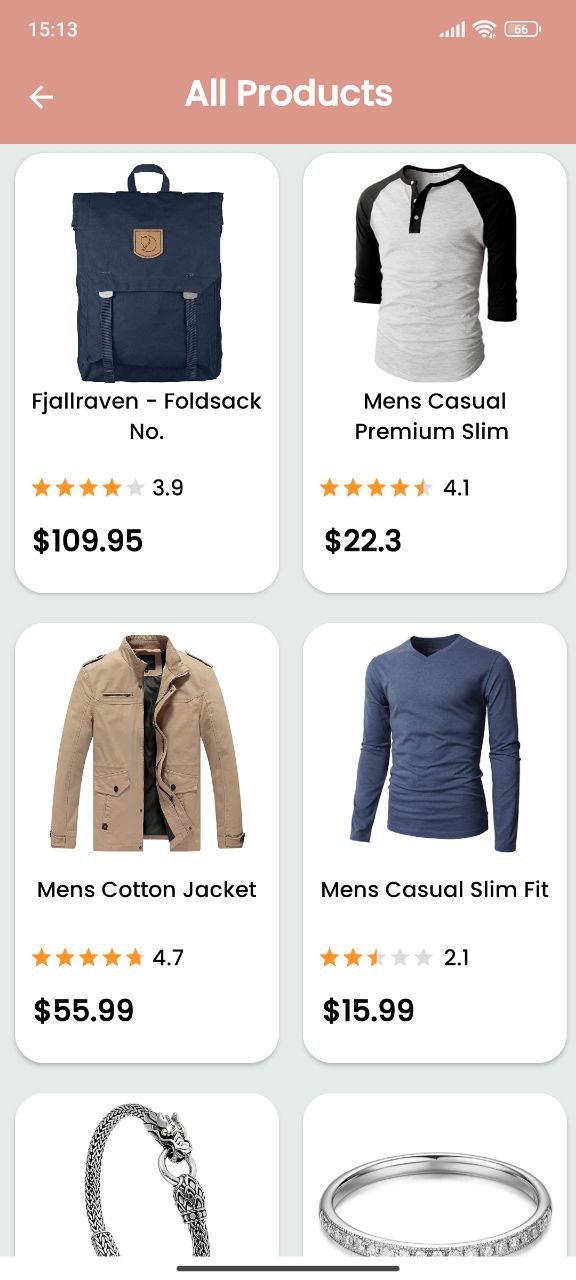 15:13
66
All Products
Fjallraven - Foldsack
No.
3.9
$109.95
Mens Casual
Premium Slim
4.1
$22.3
Mens Cotton Jacket
4.7
$55.99
Mens Casual Slim Fit
2.1
$15.99